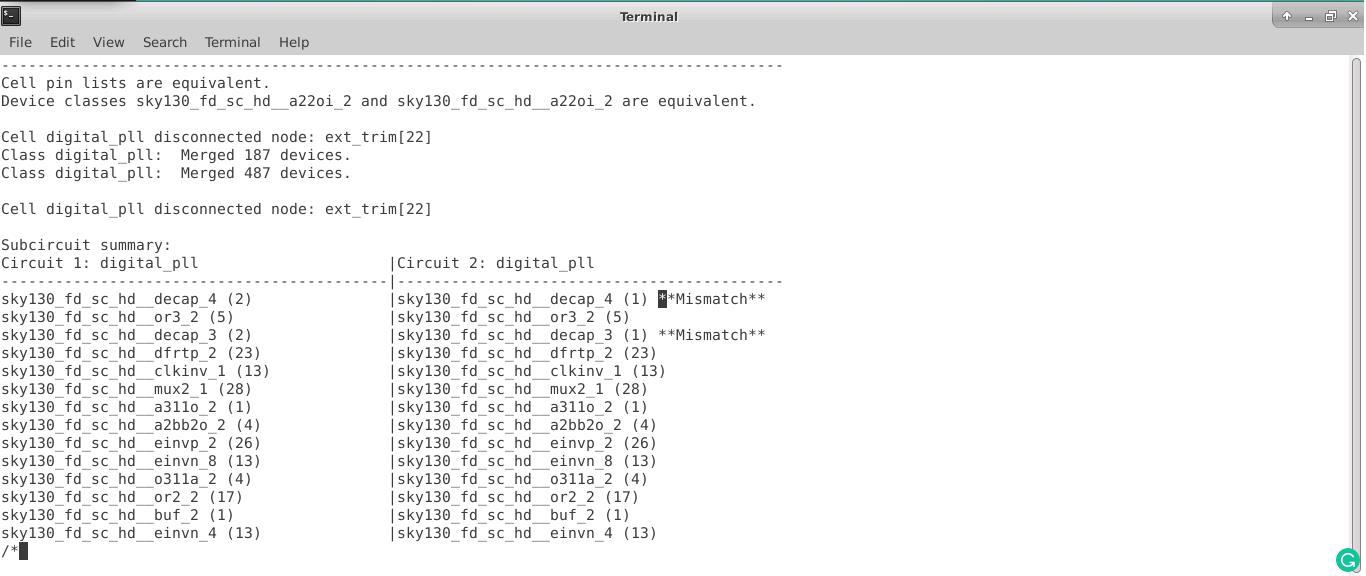 Terminal
File Edit View Search Terminal Help
---------------------------------------------------------------------------------------
Cell pin lists are equivalent.
Device classes sky130_fd_sc_hd__a22oi_2 and sky130_fd_sc_hd__a22oi_2 are equivalent.
Cell digital_pll disconnected node: ext_trim[22]
Class digital_pll:  Merged 187 devices.
Class digital_pll:  Merged 487 devices.
Cell digital_pll disconnected node: ext_trim[22]
Subcircuit summary:
Circuit 1: digital_pll                     |Circuit 2: digital_pll
-------------------------------------------|-------------------------------------------
sky130_fd_sc_hd__decap_4 (2)               |sky130_fd_sc_hd__decap_4 (1) **Mismatch**
sky130_fd_sc_hd__or3_2 (5)                 |sky130_fd_sc_hd__or3_2 (5)
sky130_fd_sc_hd__decap_3 (2)               |sky130_fd_sc_hd__decap_3 (1) **Mismatch**
sky130_fd_sc_hd__dfrtp_2 (23)              |sky130_fd_sc_hd__dfrtp_2 (23)
sky130_fd_sc_hd__clkinv_1 (13)             |sky130_fd_sc_hd__clkinv_1 (13)
sky130_fd_sc_hd__mux2_1 (28)               |sky130_fd_sc_hd__mux2_1 (28)
sky130_fd_sc_hd__a311o_2 (1)               |sky130_fd_sc_hd__a311o_2 (1)
sky130_fd_sc_hd__a2bb2o_2 (4)              |sky130_fd_sc_hd__a2bb2o_2 (4)
sky130_fd_sc_hd__einvp_2 (26)              |sky130_fd_sc_hd__einvp_2 (26)
sky130_fd_sc_hd__einvn_8 (13)              |sky130_fd_sc_hd__einvn_8 (13)
sky130_fd_sc_hd__o311a_2 (4)               |sky130_fd_sc_hd__o311a_2 (4)
sky130_fd_sc_hd__or2_2 (17)                |sky130_fd_sc_hd__or2_2 (17)
sky130_fd_sc_hd__buf_2 (1)                 |sky130_fd_sc_hd__buf_2 (1)
sky130_fd_sc_hd__einvn_4 (13)              |sky130_fd_sc_hd__einvn_4 (13)
/*